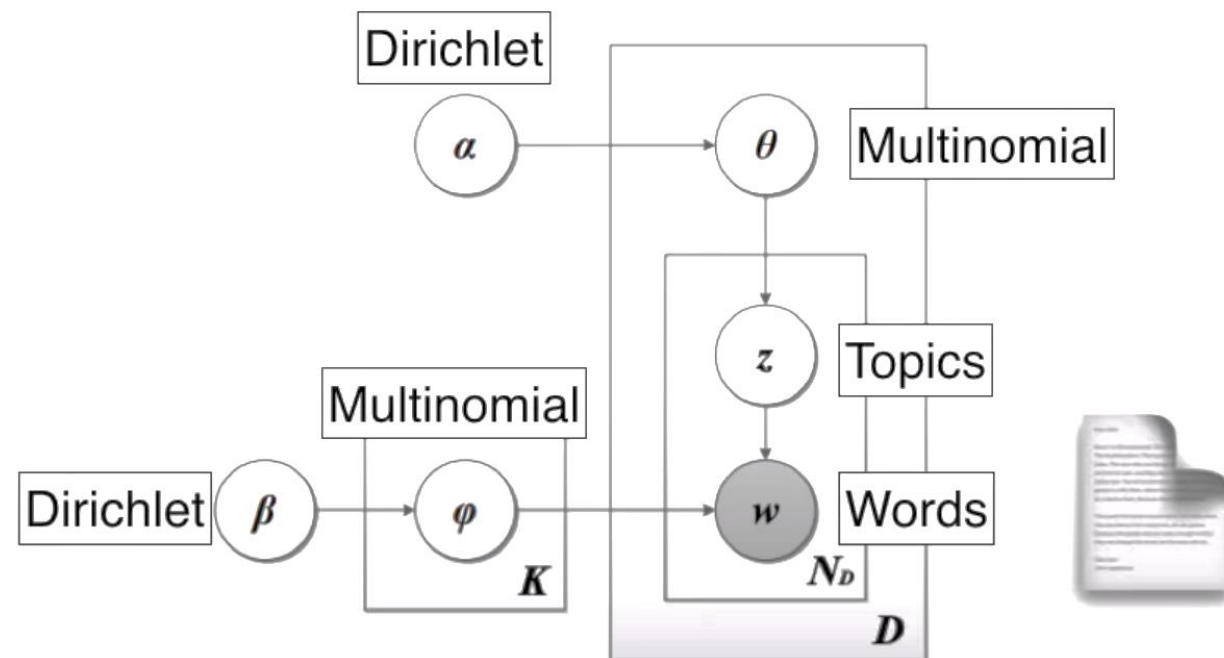 Dirichlet
α
θ
Multinomial
z
Topics
Multinomial
Dirichlet
β
φ
w
Words
K
N_D
D